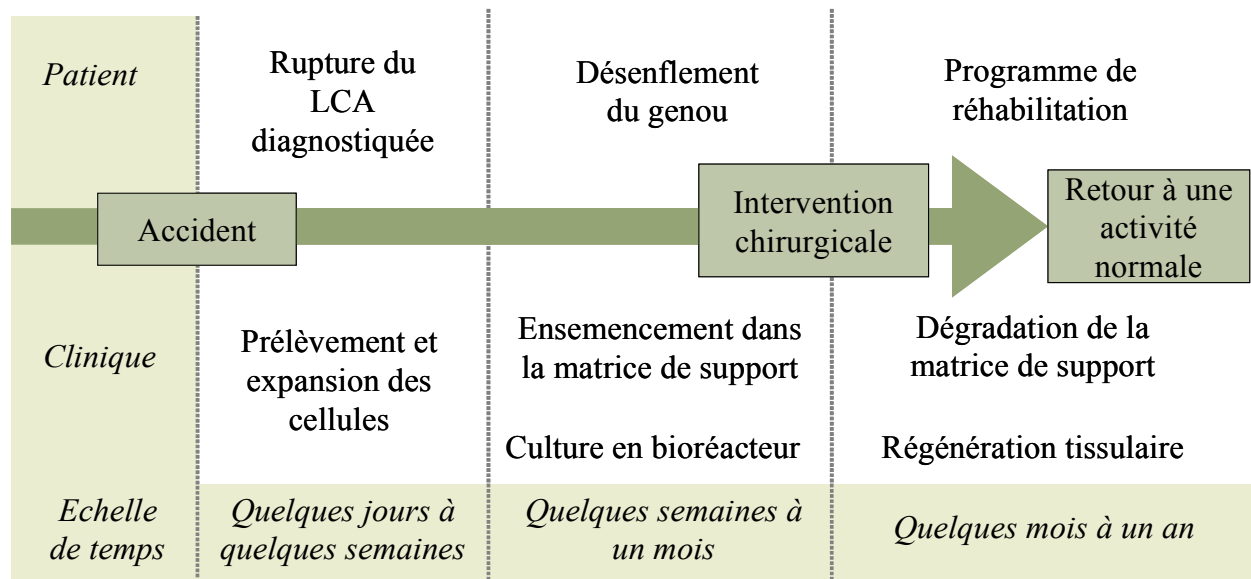 Patient
Rupture du
LCA
diagnostiquée
Désenflement
du genou
Programme de
réhabilitation
Accident
Intervention
chirurgicale
Retour à une
activité
normale
Clinique
Prélèvement et
expansion des
cellules
Ensemencement dans
la matrice de support
Culture en bioréacteur
Dégradation de la
matrice de support
Régénération tissulaire
Echelle
de temps
Quelques jours à
quelques semaines
Quelques semaines à
un mois
Quelques mois à un an